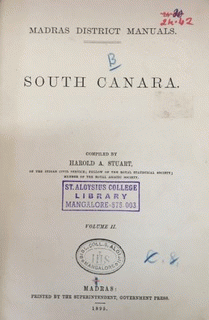 24-42
MADRAS DISTRICT MANUALS.
B
SOUTH CANARA.
COMPILED BY
HAROLD A. STUART,
OF THE INDIAN CIVIL SERVICE; FELLOW OF THE ROYAL STATISTICAL SOCIETY;
MEMBER OF THE ROYAL ASIATIC SOCIETY.
ST. ALOYSIUS COLLEGE
LIBRARY
MANGALORE-575 003
VOLUME II.
MADRAS:
PRINTED BY THE SUPERINTENDENT, GOVERNMENT PRESS.
1895.